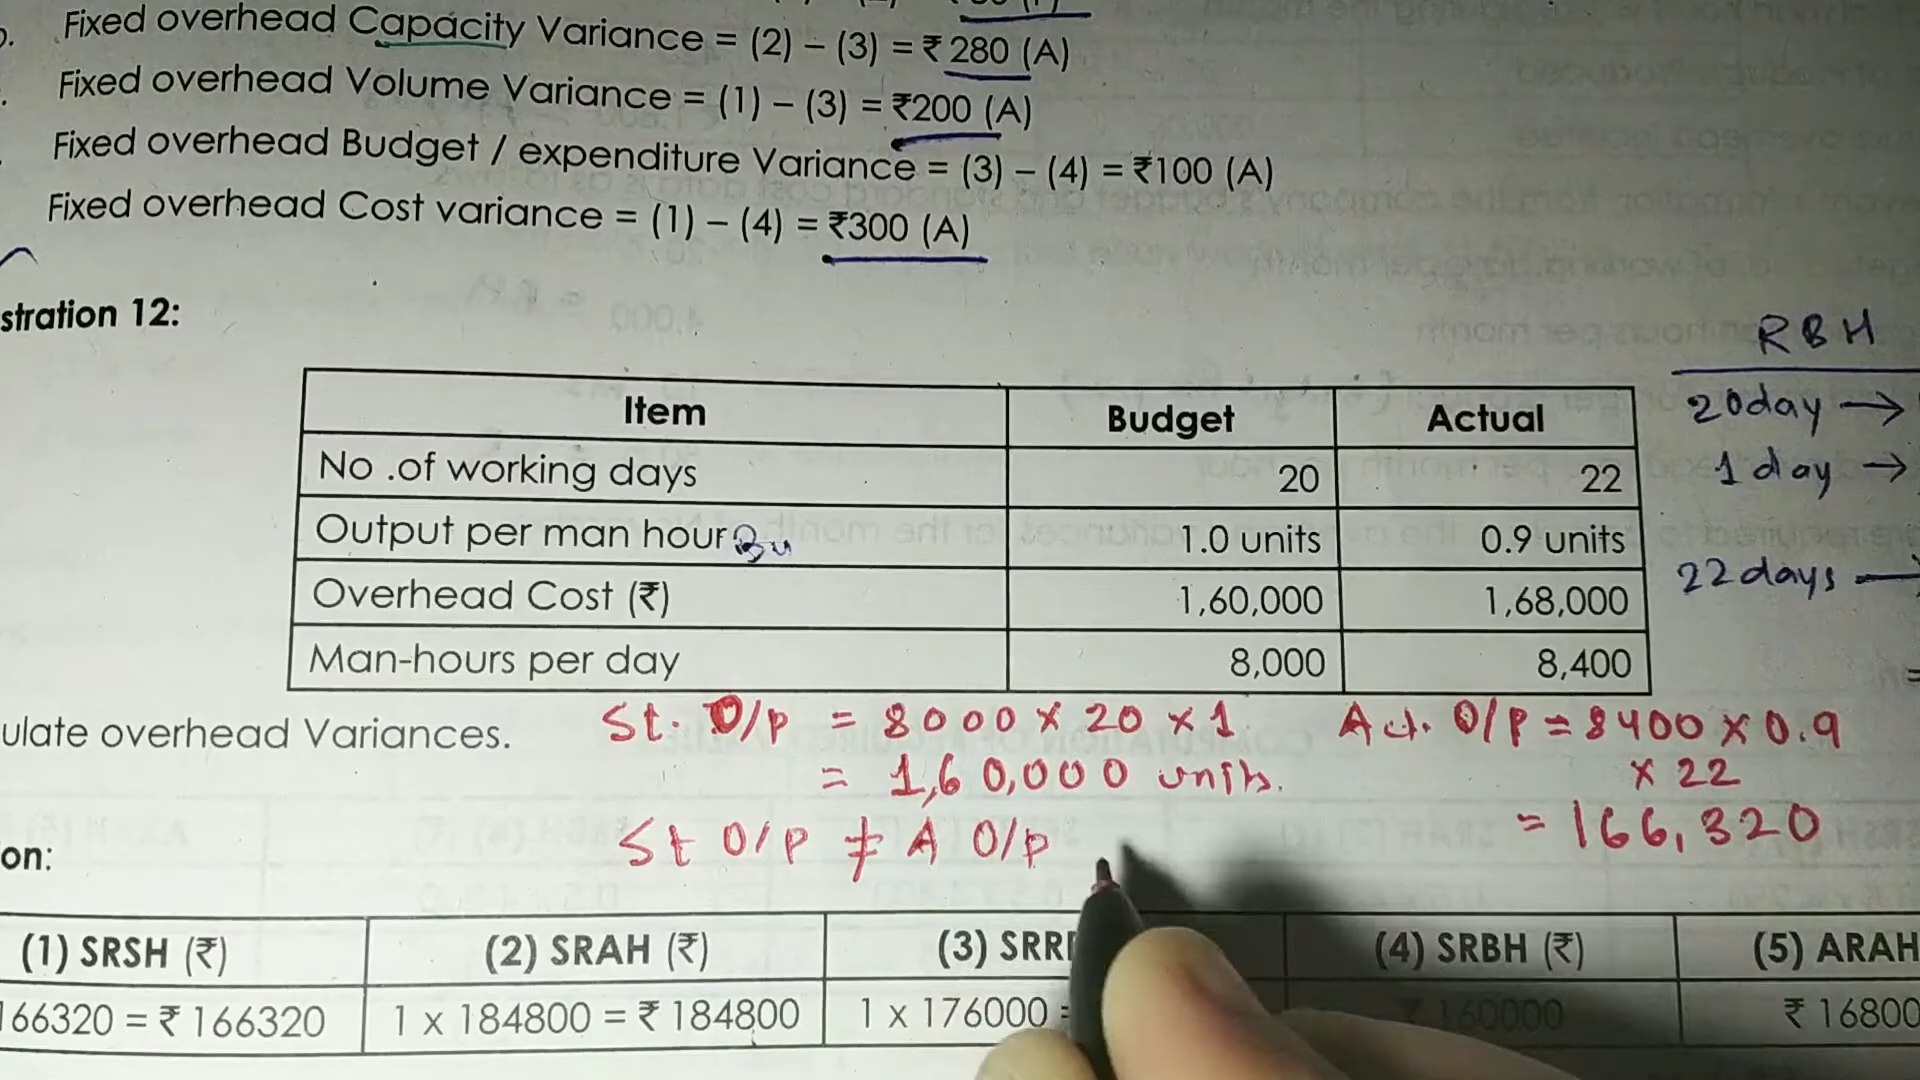 Fixed overhead Capacity Variance = (2) – (3) = ₹ 280 (A)
Fixed overhead Volume Variance = (1) – (3) = ₹200 (A)
Fixed overhead Budget / expenditure Variance = (3) – (4) = ₹100 (A)
Fixed overhead Cost variance = (1) – (4) = ₹300 (A)
stration 12:
RBH
Item Budget Actual
20day →
No .of working days 20 22
1 day →
Output per man hour Bu 1.0 units 0.9 units
22days →
Overhead Cost (₹) 1,60,000 1,68,000
Man-hours per day 8,000 8,400
ulate overhead Variances.
St. O/p = 8000 × 20 × 1
= 1,60,000 units.
Act. O/p = 8400 × 0.9
× 22
= 166,320
St O/p ≠ A O/p
on:
(1) SRSH (₹) (2) SRAH (₹) (3) SRR (4) SRBH (₹) (5) ARAH
166320 = ₹ 166320 1 x 184800 = ₹ 184800 1 x 176000 = ₹ 160000 ₹ 16800